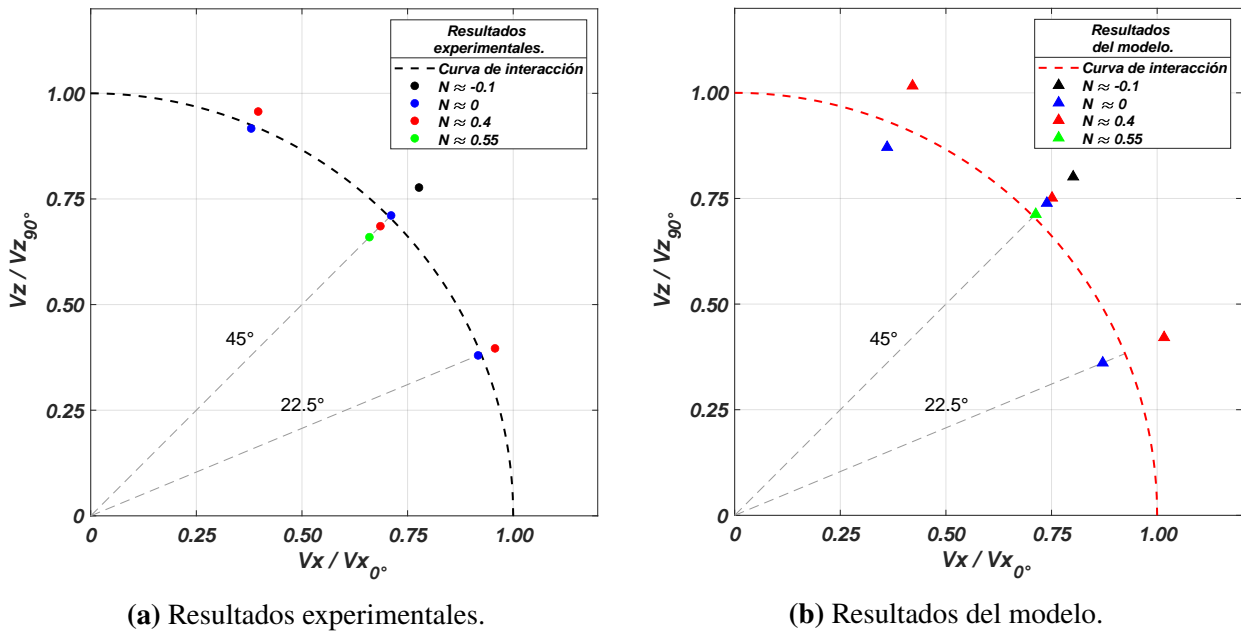 Resultados
experimentales.
Curva de interacción
N ≈ -0.1
N ≈ 0
N ≈ 0.4
N ≈ 0.55
1.00
0.75
0.50
0.25
0
Vz / Vz90°
45°
22.5°
0 0.25 0.50 0.75 1.00
Vx / Vx0°
(a) Resultados experimentales.
Resultados
del modelo.
Curva de interacción
N ≈ -0.1
N ≈ 0
N ≈ 0.4
N ≈ 0.55
1.00
0.75
0.50
0.25
0
Vz / Vz90°
45°
22.5°
0 0.25 0.50 0.75 1.00
Vx / Vx0°
(b) Resultados del modelo.